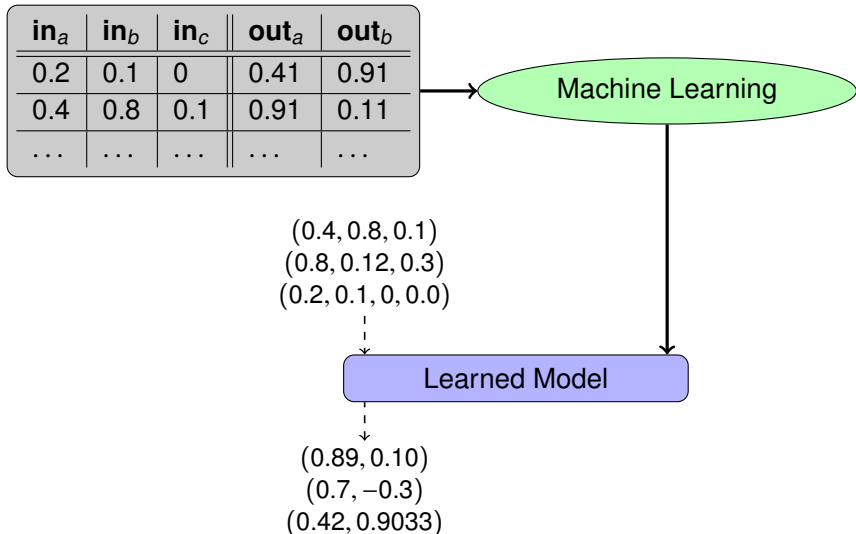 in_a in_b in_c out_a out_b
0.2 0.1 0 0.41 0.91
0.4 0.8 0.1 0.91 0.11
... ... ... ... ...
Machine Learning
(0.4, 0.8, 0.1)
(0.8, 0.12, 0.3)
(0.2, 0.1, 0, 0.0)
Learned Model
(0.89, 0.10)
(0.7, −0.3)
(0.42, 0.9033)